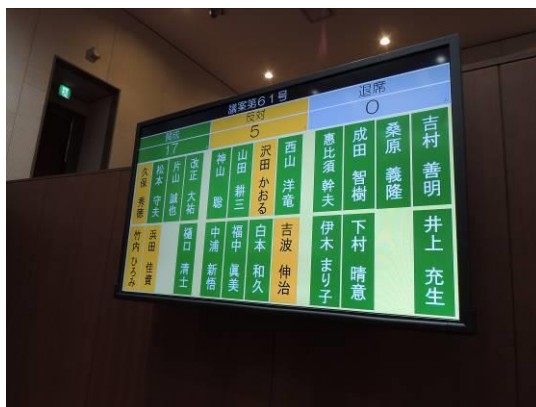 議案第61号
賛成
17
反対
5
退席
0
久保
松本 守夫
片山 誠也
改正 大祐
神山 聡
山田 耕三
沢田 かおる
西山 洋竜
惠比須 幹夫
成田 智樹
桑原 義隆
吉村 善明
竹内 ひろみ
浜田 佳資
樋口 清士
中浦 新悟
福中 眞美
白本 和久
吉波 伸治
伊木 まり子
下村 晴意
井上 充生